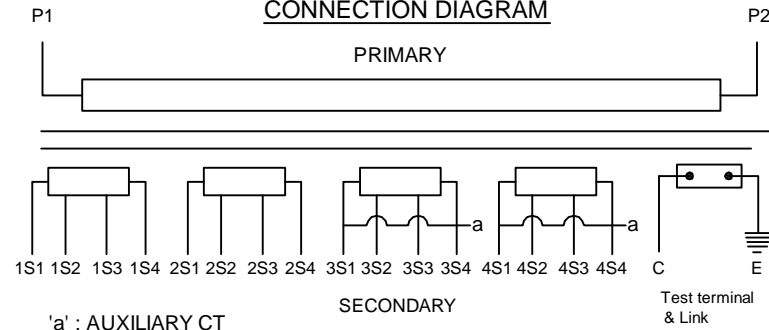 CONNECTION DIAGRAM
P1 P2
PRIMARY
a a
1S1 1S2 1S3 1S4 2S1 2S2 2S3 2S4 3S1 3S2 3S3 3S4 4S1 4S2 4S3 4S4 C E
SECONDARY
Test terminal
& Link
'a' : AUXILIARY CT